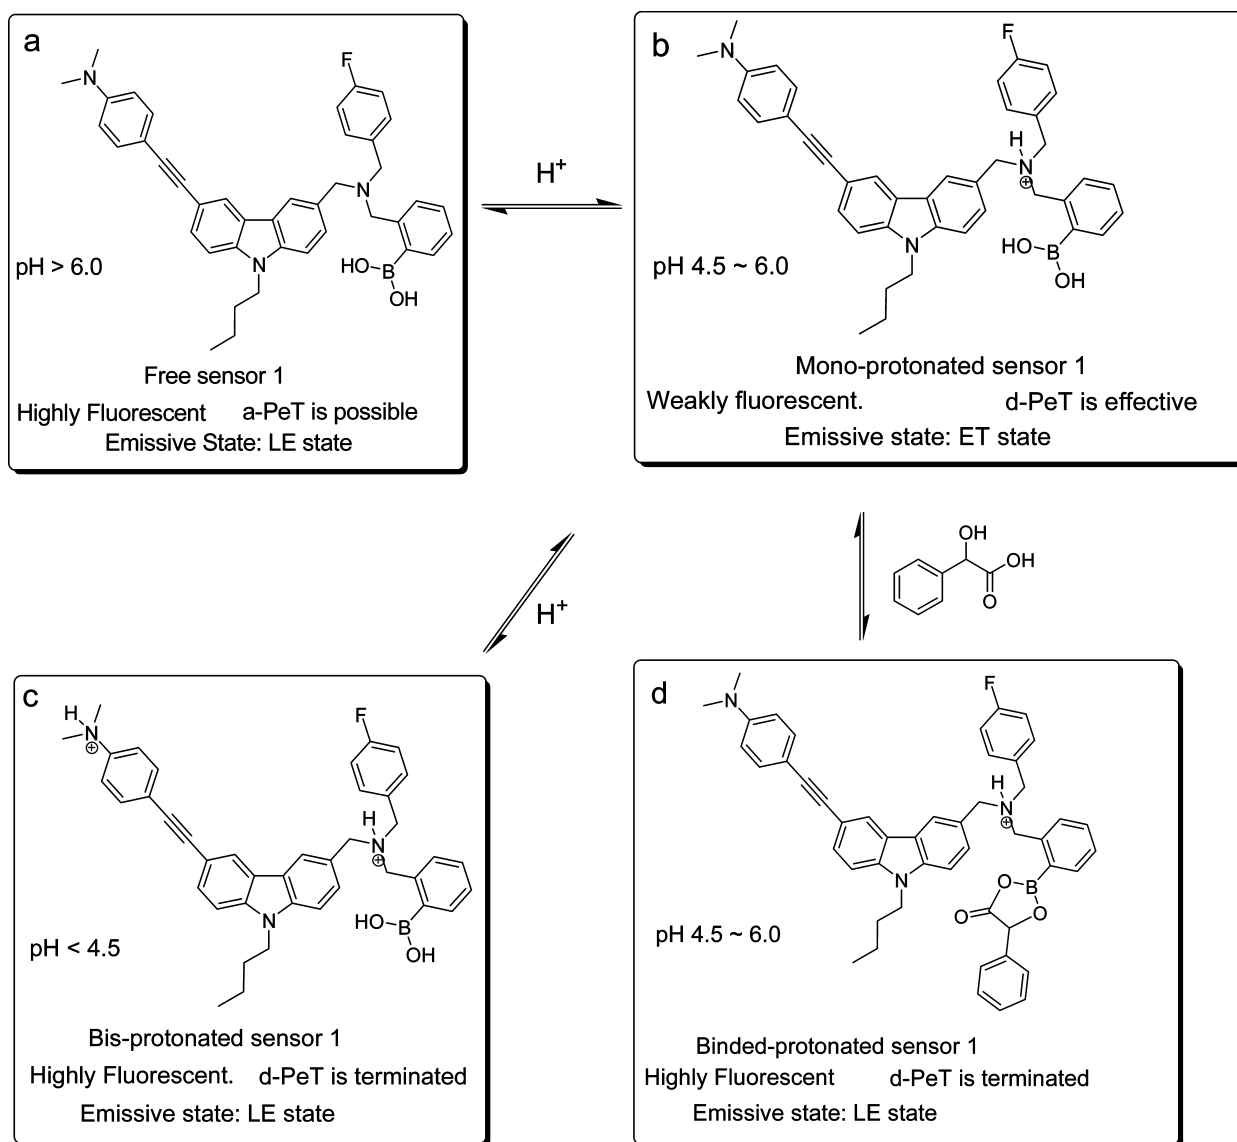 a
N
F
N
N
HO
B
OH
pH > 6.0
Free sensor 1
Highly Fluorescent a-PeT is possible
Emissive State: LE state
H+
b
N
F
H
N
⊕
N
HO
B
OH
pH 4.5 ~ 6.0
Mono-protonated sensor 1
Weakly fluorescent. d-PeT is effective
Emissive state: ET state
H+
OH
OH
O
c
H
N
⊕
F
H
N
⊕
N
HO
B
OH
pH < 4.5
Bis-protonated sensor 1
Highly Fluorescent. d-PeT is terminated
Emissive state: LE state
d
N
F
H
N
⊕
N
O
B
O
O
pH 4.5 ~ 6.0
Binded-protonated sensor 1
Highly Fluorescent d-PeT is terminated
Emissive state: LE state